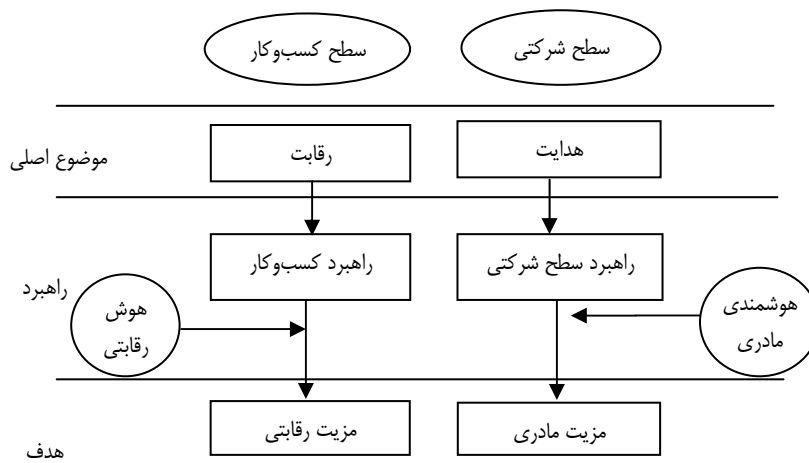 سطح شرکتی
سطح کسب‌وکار
هدایت
رقابت
موضوع اصلی
راهبرد سطح شرکتی
راهبرد کسب‌وکار
راهبرد
هوشمندی
مادری
هوش
رقابتی
مزیت مادری
مزیت رقابتی
هدف